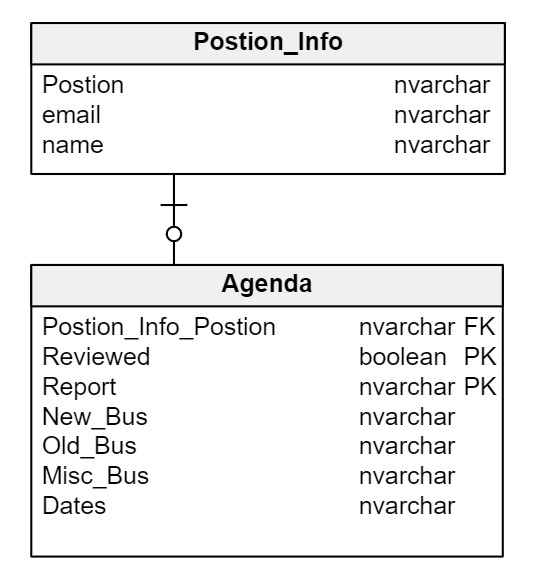 Postion_Info
Postion nvarchar
email nvarchar
name nvarchar
Agenda
Postion_Info_Postion nvarchar FK
Reviewed boolean PK
Report nvarchar PK
New_Bus nvarchar
Old_Bus nvarchar
Misc_Bus nvarchar
Dates nvarchar